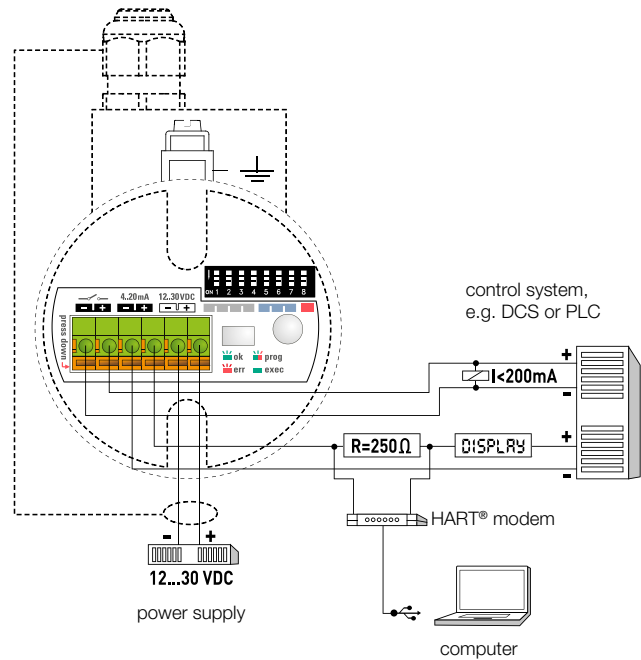 ON 1 2 3 4 5 6 7 8
4..20mA 12..30VDC
− + − + − +
press down
ok prog
err exec
control system,
e.g. DCS or PLC
+
I<200mA
−
+
R=250Ω DISPLAY
−
HART® modem
− +
12...30 VDC
power supply
computer